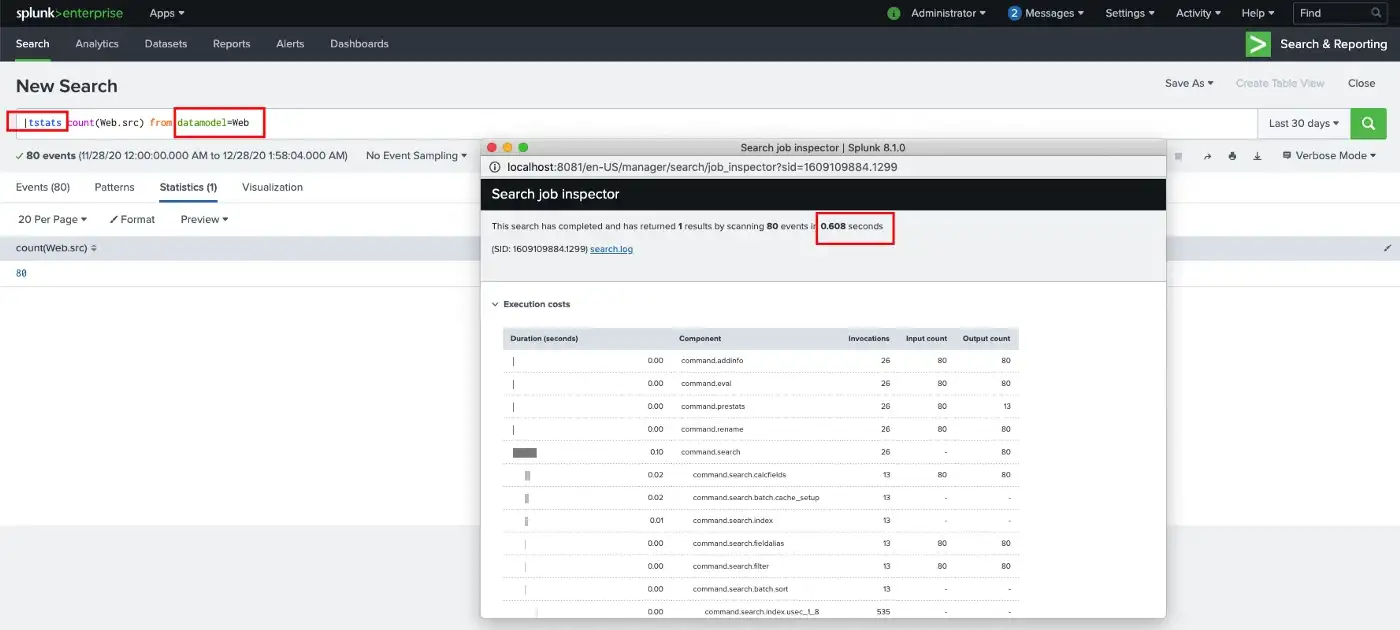 splunk>enterprise Apps Administrator 2 Messages Settings Activity Help Find
Search Analytics Datasets Reports Alerts Dashboards Search & Reporting
New Search Save As Create Table View Close
|tstats count(Web.src) from datamodel=Web Last 30 days
80 events (11/28/20 12:00:00.000 AM to 12/28/20 1:58:04.000 AM) No Event Sampling Verbose Mode
Events (80) Patterns Statistics (1) Visualization
20 Per Page Format Preview
count(Web.src)
80
Search job inspector | Splunk 8.1.0
localhost:8081/en-US/manager/search/job_inspector?sid=1609109884.1299
Search job inspector
This search has completed and has returned 1 results by scanning 80 events in 0.608 seconds
(SID: 1609109884.1299) search.log
Execution costs
Duration (seconds) Component Invocations Input count Output count
0.00 command.addinfo 26 80 80
0.00 command.eval 26 80 80
0.00 command.prestats 26 80 13
0.00 command.rename 26 80 80
0.10 command.search 26 - 80
0.02 command.search.calcfields 13 80 80
0.02 command.search.batch.cache_setup 13 - -
0.01 command.search.index 13 - -
0.00 command.search.fieldalias 13 80 80
0.00 command.search.filter 13 80 80
0.00 command.search.batch.sort 13 - -
0.00 command.search.index.usec_1_8 535 - -